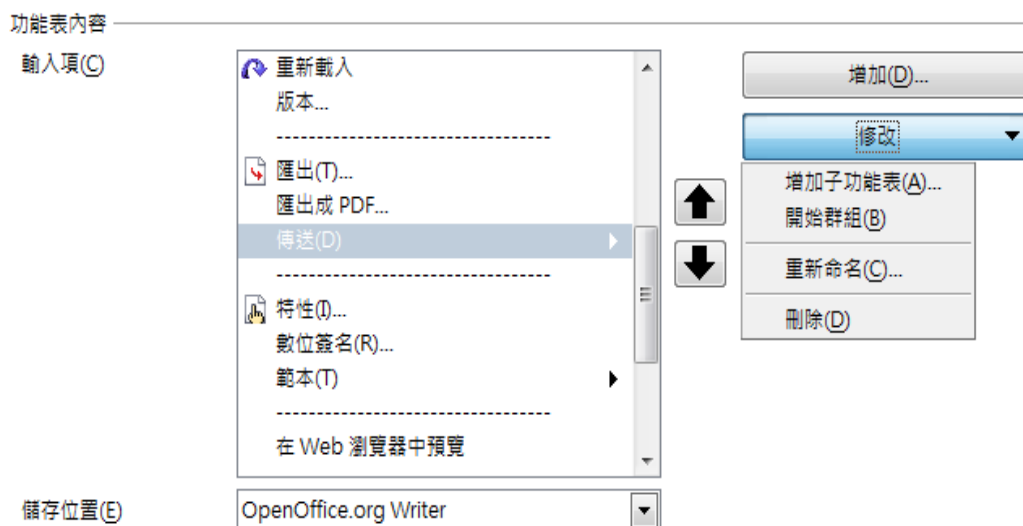 功能表內容
輸入項(C)
重新載入
版本...
---------------------------------
匯出(T)...
匯出成 PDF...
傳送(D)
---------------------------------
特性(I)...
數位簽名(R)...
範本(T)
---------------------------------
在 Web 瀏覽器中預覽
增加(D)...
修改
增加子功能表(A)...
開始群組(B)
重新命名(C)...
刪除(D)
儲存位置(E)
OpenOffice.org Writer